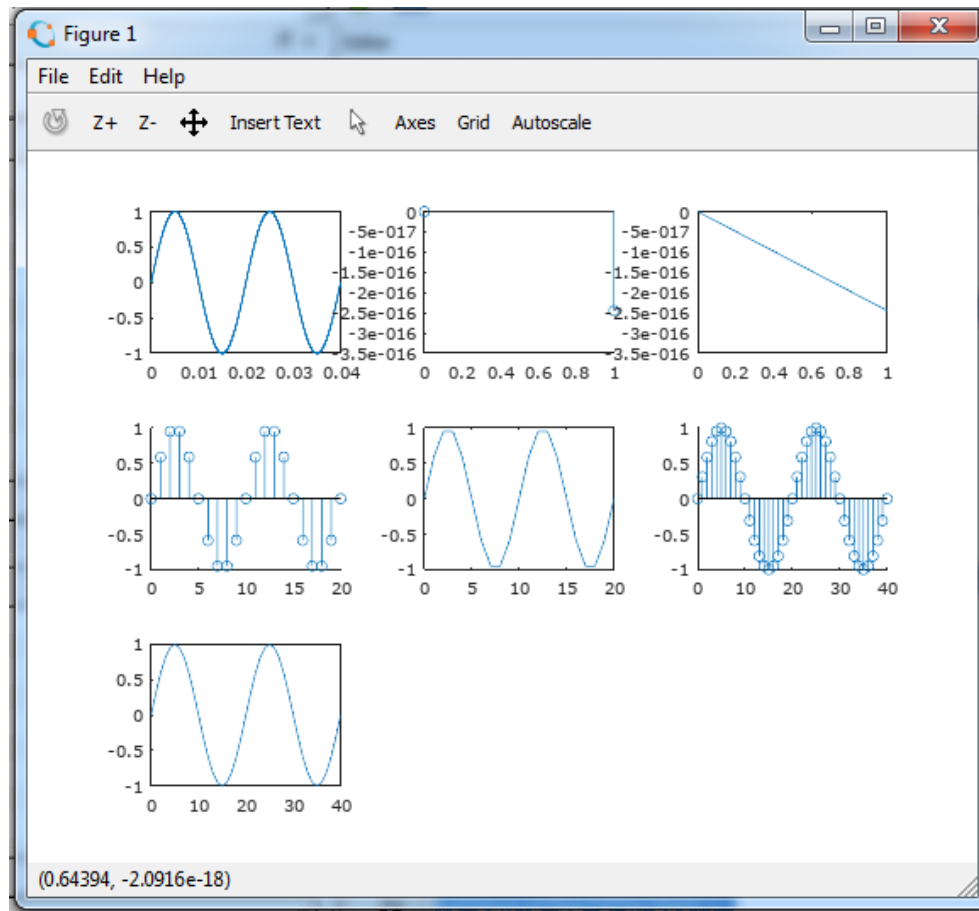 Figure 1
File Edit Help
Z+ Z- Insert Text Axes Grid Autoscale
1
0.5
0
-0.5
-1
0 0.01 0.02 0.03 0.04
0
-5e-017
-1e-016
-1.5e-016
-2e-016
-2.5e-016
-3e-016
-3.5e-016
0 0.2 0.4 0.6 0.8 1
0
-5e-017
-1e-016
-1.5e-016
-2e-016
-2.5e-016
-3e-016
-3.5e-016
0 0.2 0.4 0.6 0.8 1
1
0.5
0
-0.5
-1
0 5 10 15 20
1
0.5
0
-0.5
-1
0 5 10 15 20
1
0.5
0
-0.5
-1
0 10 20 30 40
1
0.5
0
-0.5
-1
0 10 20 30 40
(0.64394, -2.0916e-18)